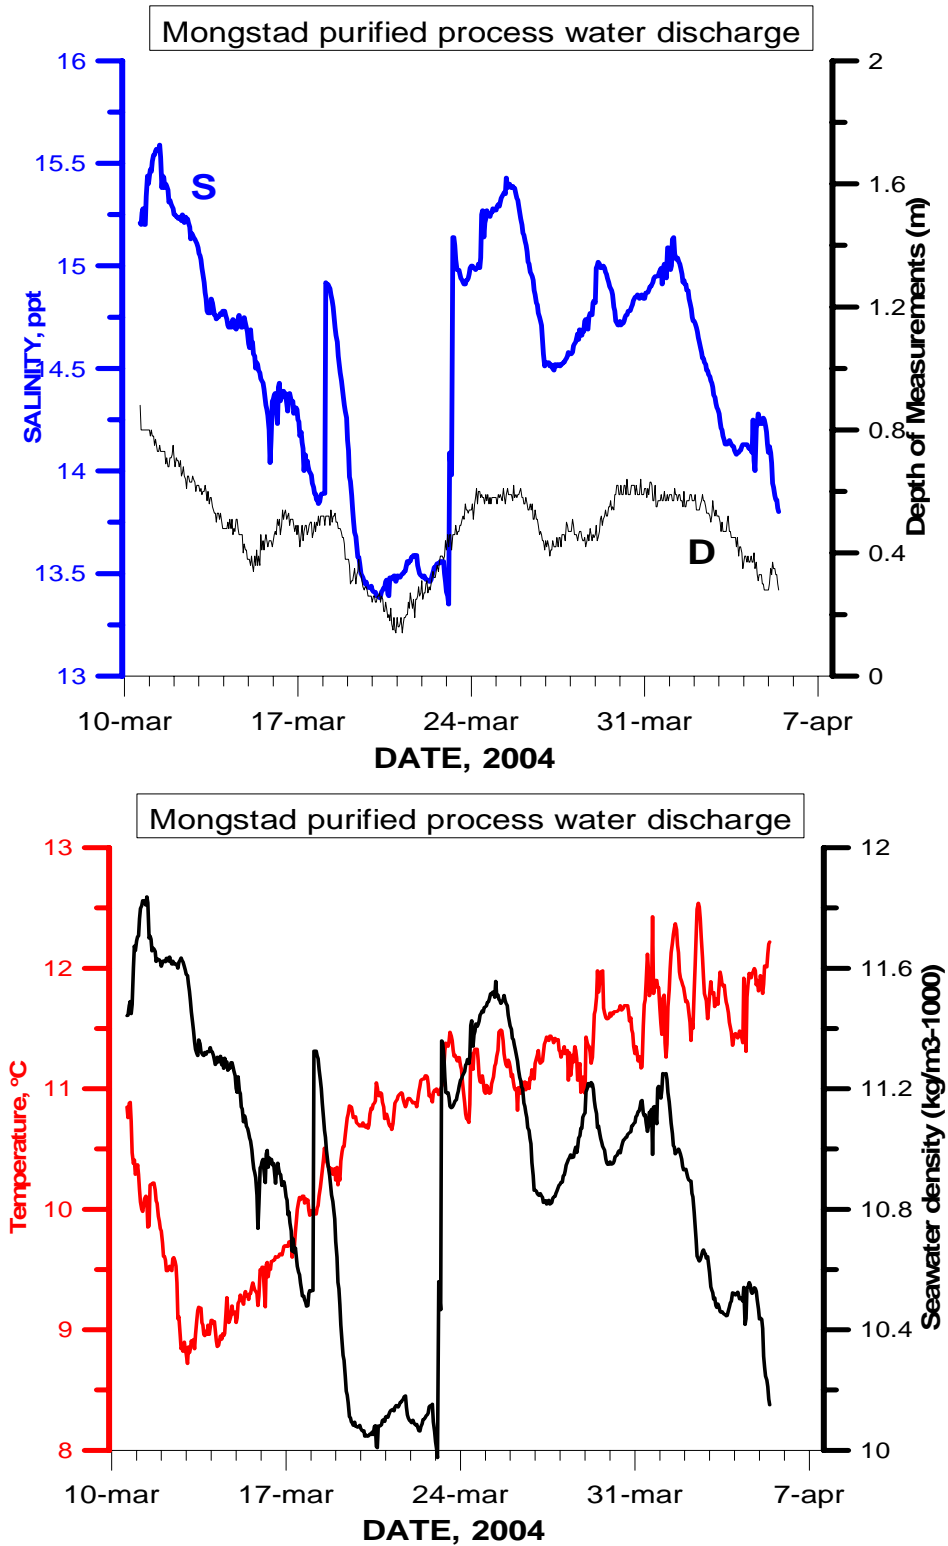 Mongstad purified process water discharge
16
15.5
15
14.5
14
13.5
13
SALINITY, ppt
S
D
2
1.6
1.2
0.8
0.4
0
Depth of Measurements (m)
10-mar 17-mar 24-mar 31-mar 7-apr
DATE, 2004
Mongstad purified process water discharge
13
12
11
10
9
8
Temperature, °C
12
11.6
11.2
10.8
10.4
10
Seawater density (kg/m3-1000)
10-mar 17-mar 24-mar 31-mar 7-apr
DATE, 2004